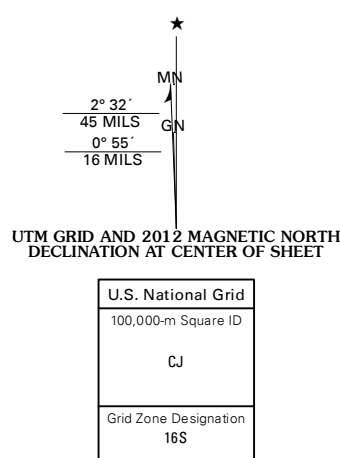 ★
MN
2° 32´
45 MILS
GN
0° 55´
16 MILS
UTM GRID AND 2012 MAGNETIC NORTH
DECLINATION AT CENTER OF SHEET
U.S. National Grid
100,000-m Square ID
CJ
Grid Zone Designation
16S